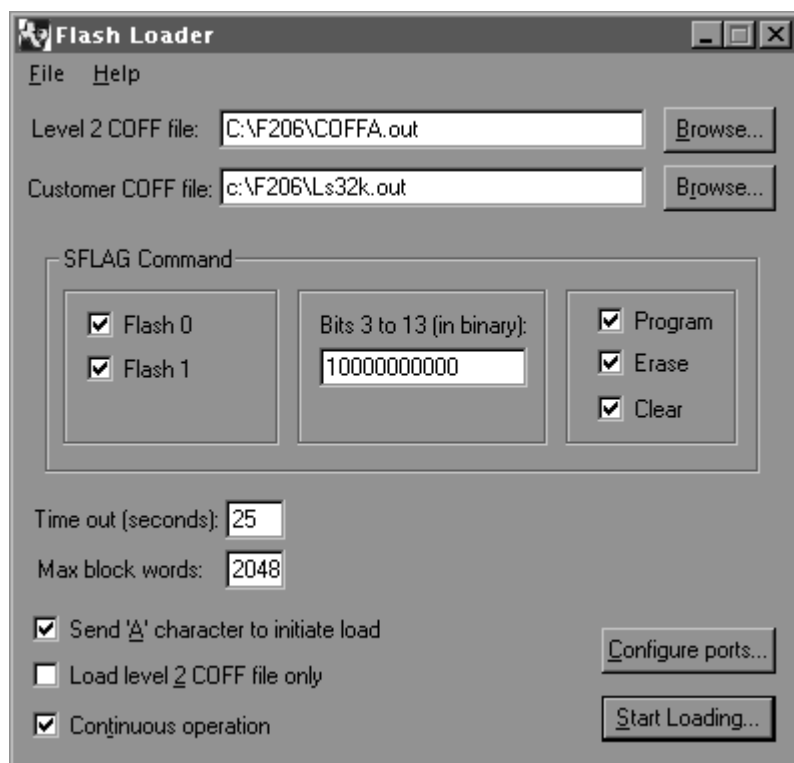 Flash Loader
File Help
Level 2 COFF file: C:\F206\COFFA.out Browse...
Customer COFF file: c:\F206\Ls32k.out Browse...
SFLAG Command
Flash 0 Bits 3 to 13 (in binary): Program
Flash 1 10000000000 Erase
Clear
Time out (seconds): 25
Max block words: 2048
Send 'A' character to initiate load
Configure ports...
Load level 2 COFF file only
Start Loading...
Continuous operation